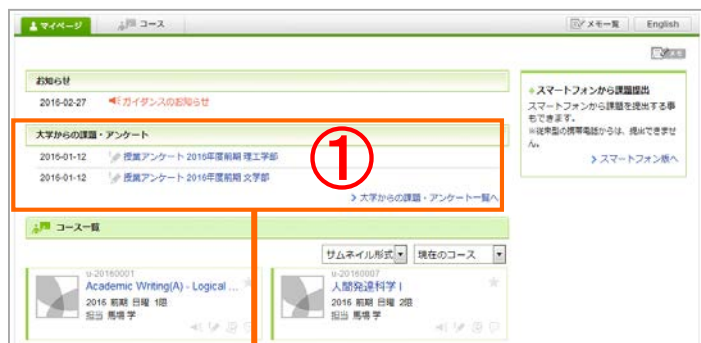 マイページ
コース
メモ一覧
English
メモ
お知らせ
2016-02-27 ガイダンスのお知らせ
大学からの課題・アンケート
2016-01-12 授業アンケート 2016年度前期 理工学部
2016-01-12 授業アンケート 2016年度前期 文学部
大学からの課題・アンケート一覧へ
①
スマートフォンから課題提出
スマートフォンから課題を提出する事
もできます。
※従来型の携帯電話からは、提出できませ
ん。
スマートフォン版へ
コース一覧
サムネイル形式
現在のコース
u-20160001
Academic Writing(A) - Logical ...
2016 前期 日曜 1限
担当 馬場 学
u-20160007
人間発達科学 I
2016 前期 日曜 2限
担当 馬場 学